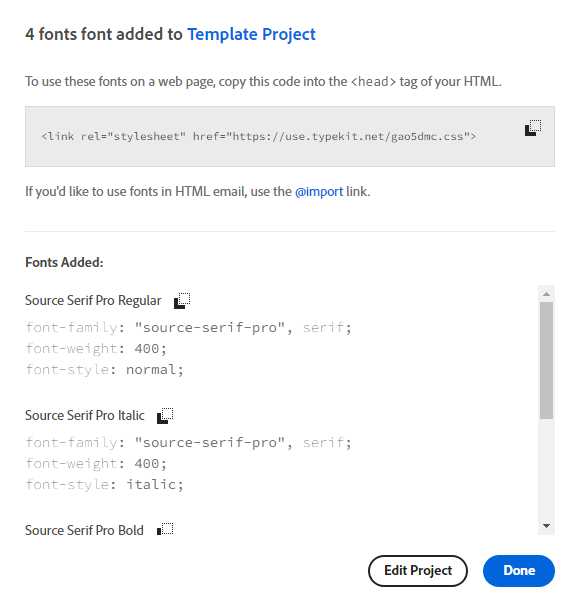 4 fonts font added to Template Project
To use these fonts on a web page, copy this code into the <head> tag of your HTML.
<link rel="stylesheet" href="https://use.typekit.net/gao5dmc.css">
If you'd like to use fonts in HTML email, use the @import link.
Fonts Added:
Source Serif Pro Regular
font-family: "source-serif-pro", serif;
font-weight: 400;
font-style: normal;
Source Serif Pro Italic
font-family: "source-serif-pro", serif;
font-weight: 400;
font-style: italic;
Source Serif Pro Bold
Edit Project
Done